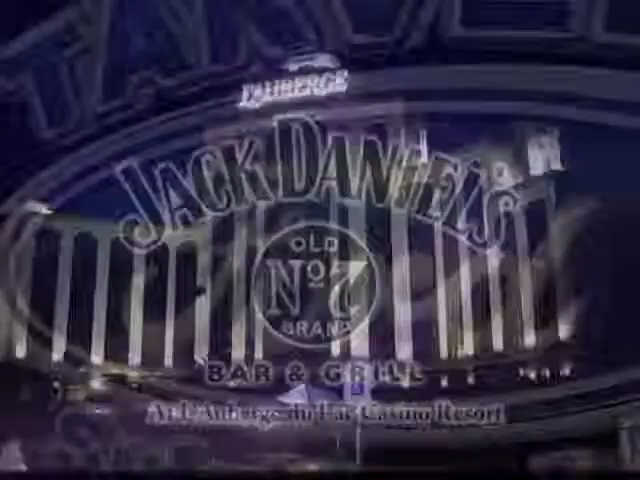 L'AUBERGE
JACK DANIEL'S
OLD
No 7
BRAND
BAR & GRILL
At L'Auberge du Lac Casino Resort